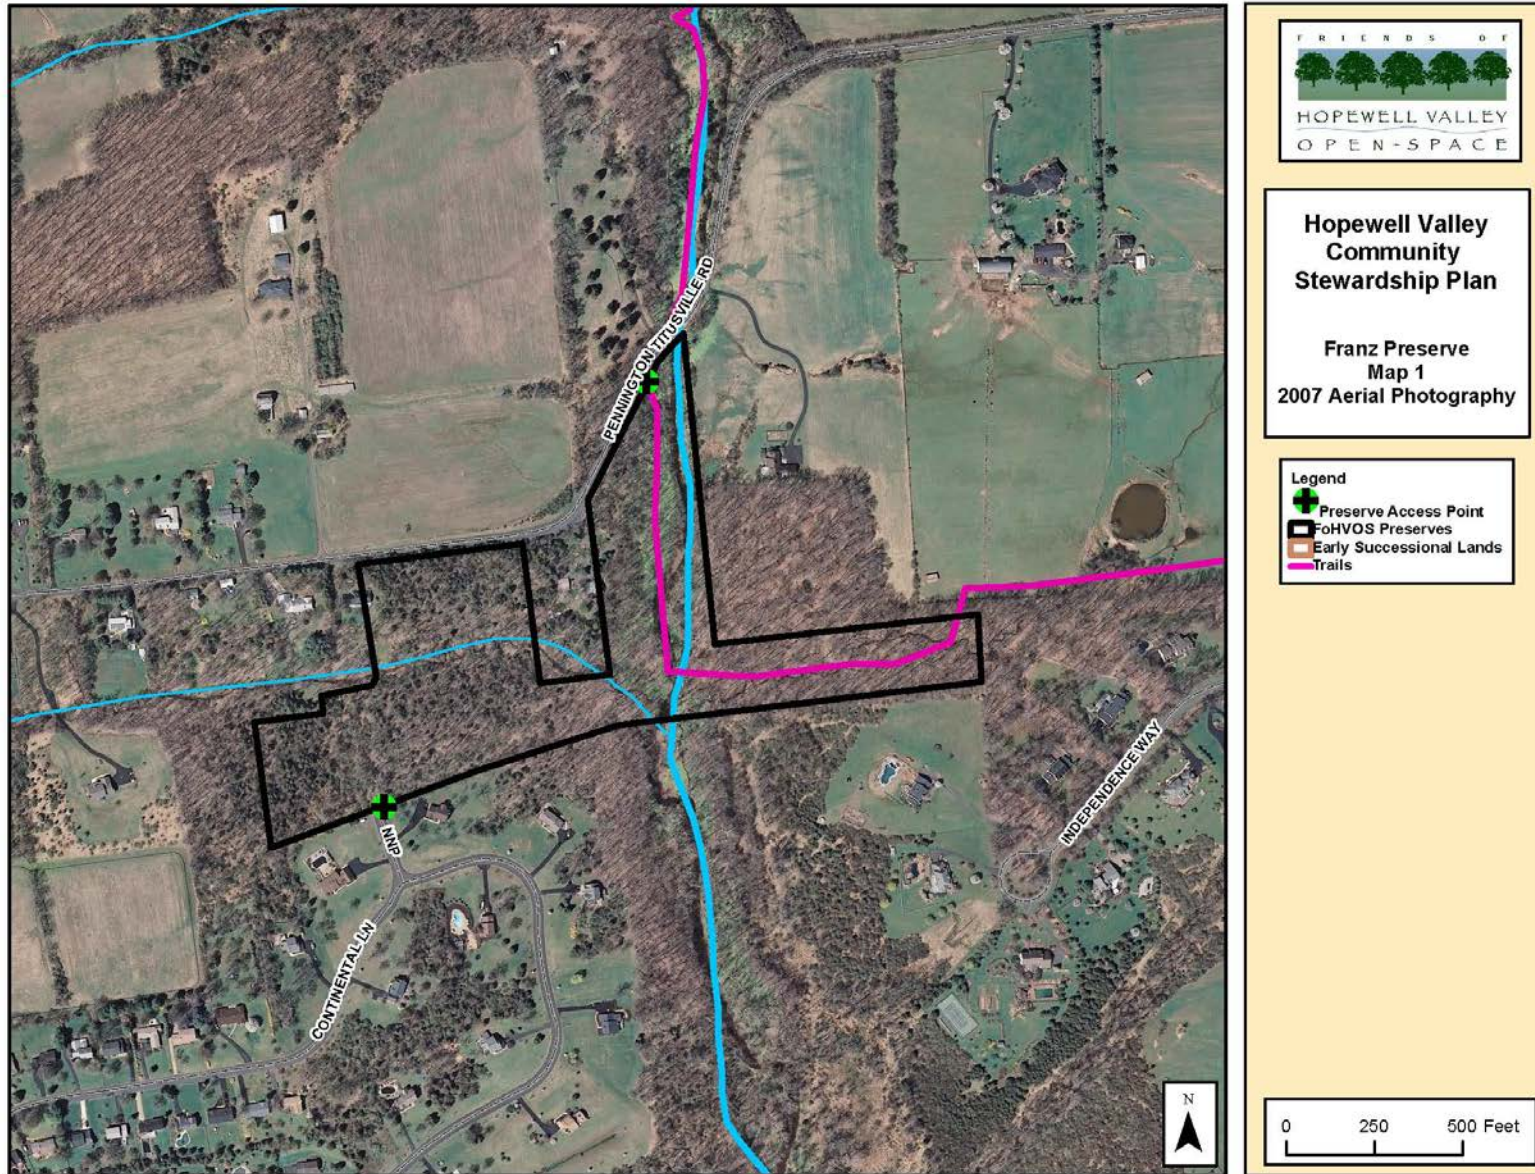 PENNINGTON TITUSVILLE RD
INDEPENDENCE WAY
NNP
CONTINENTAL LN
N
FRIENDS OF
HOPEWELL VALLEY
OPEN-SPACE
Hopewell Valley
Community
Stewardship Plan
Franz Preserve
Map 1
2007 Aerial Photography
Legend
Preserve Access Point
FoHVOS Preserves
Early Successional Lands
Trails
0 250 500 Feet